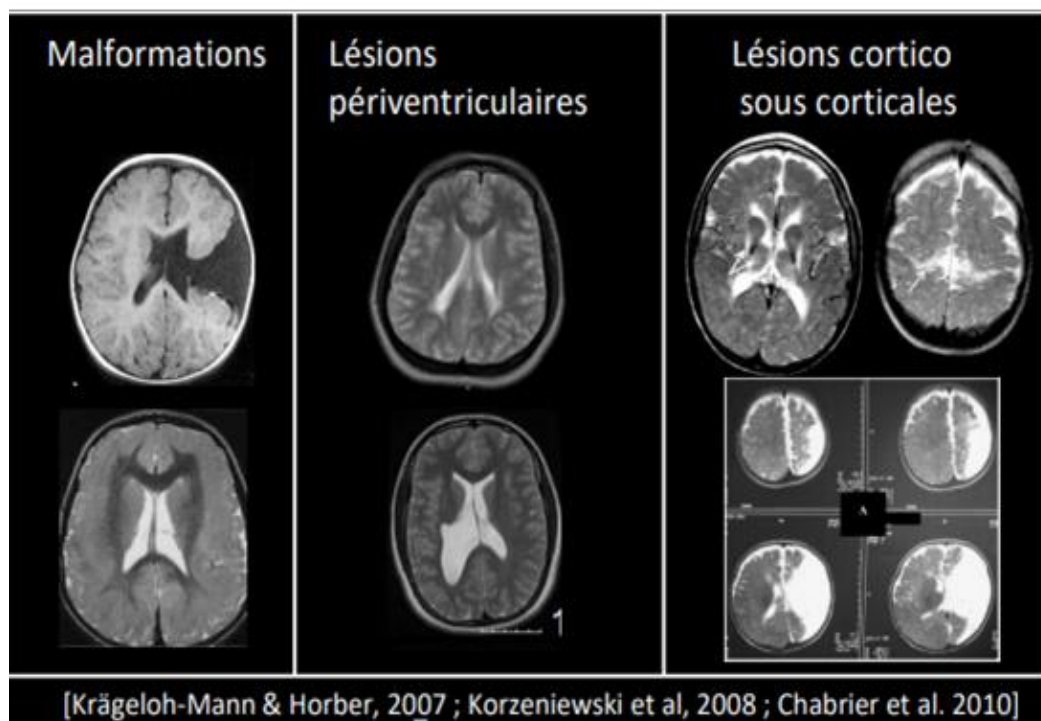 Malformations
Lésions
périventriculaires
Lésions cortico
sous corticales
1
A
[Krägeloh-Mann & Horber, 2007 ; Korzeniewski et al, 2008 ; Chabrier et al. 2010]